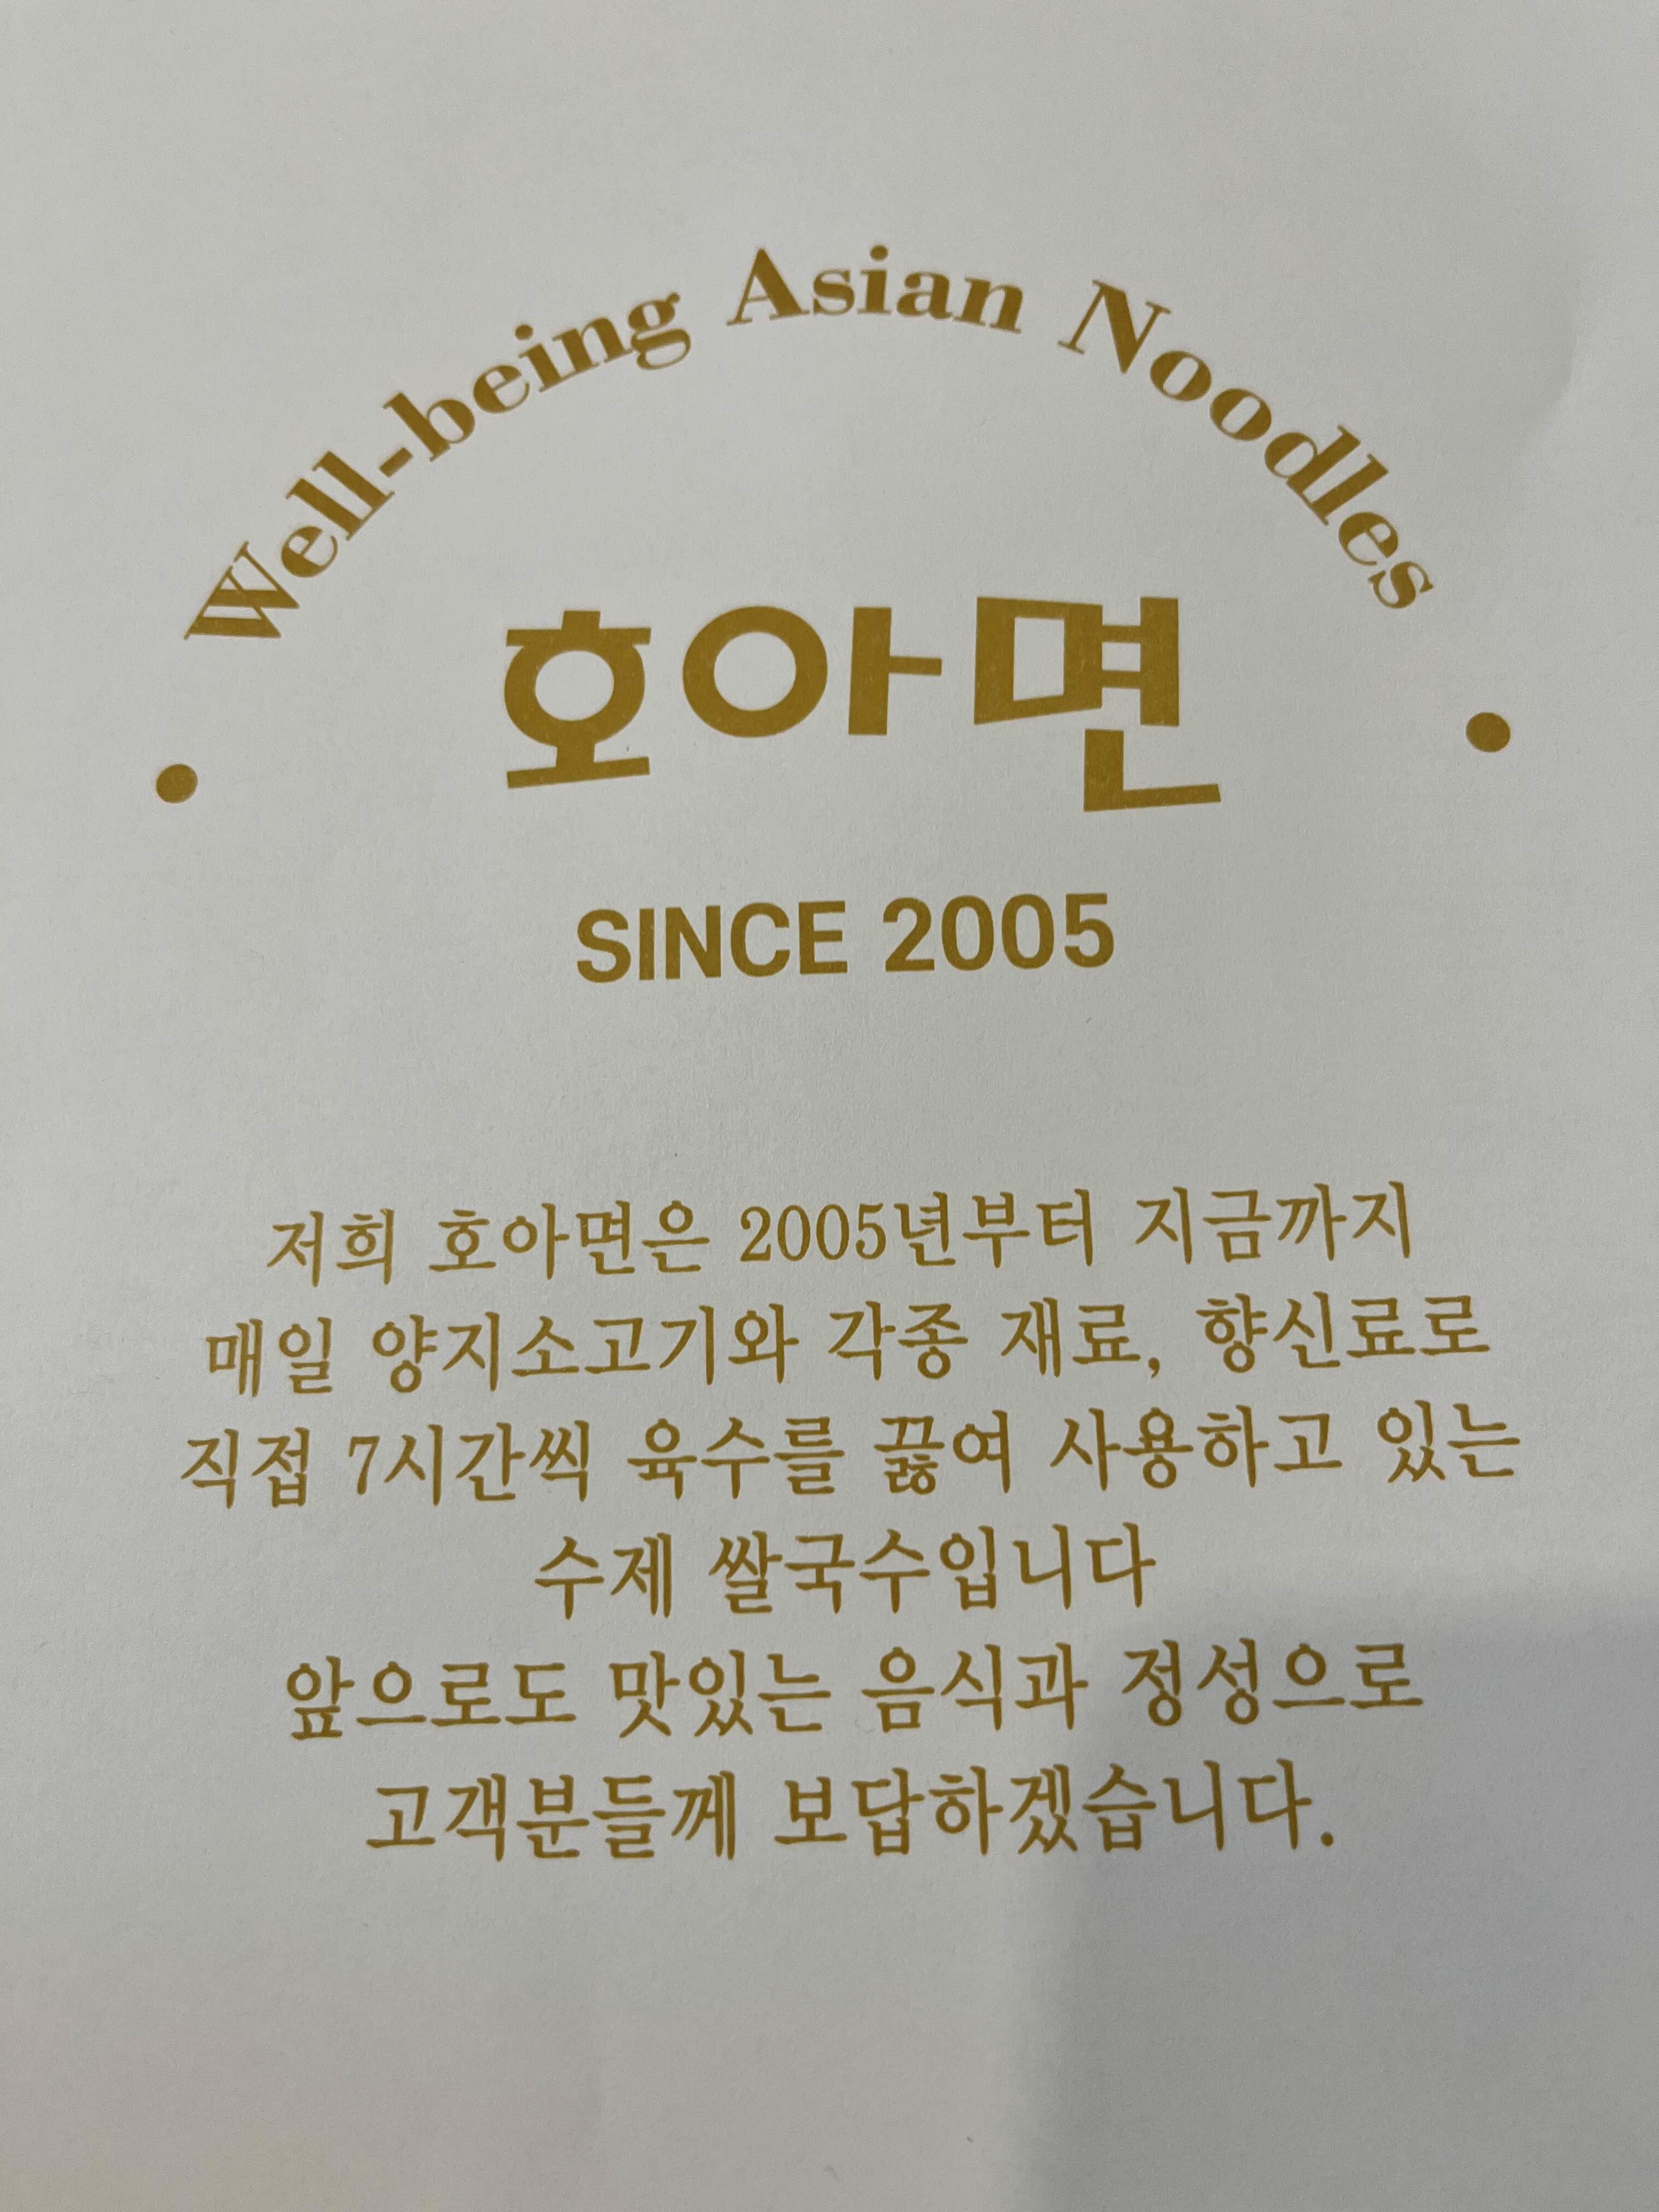 Well-being Asian Noodles
호아면
SINCE 2005
저희 호아면은 2005년부터 지금까지
매일 양지소고기와 각종 재료, 향신료로
직접 7시간씩 육수를 끓여 사용하고 있는
수제 쌀국수입니다
앞으로도 맛있는 음식과 정성으로
고객분들께 보답하겠습니다.